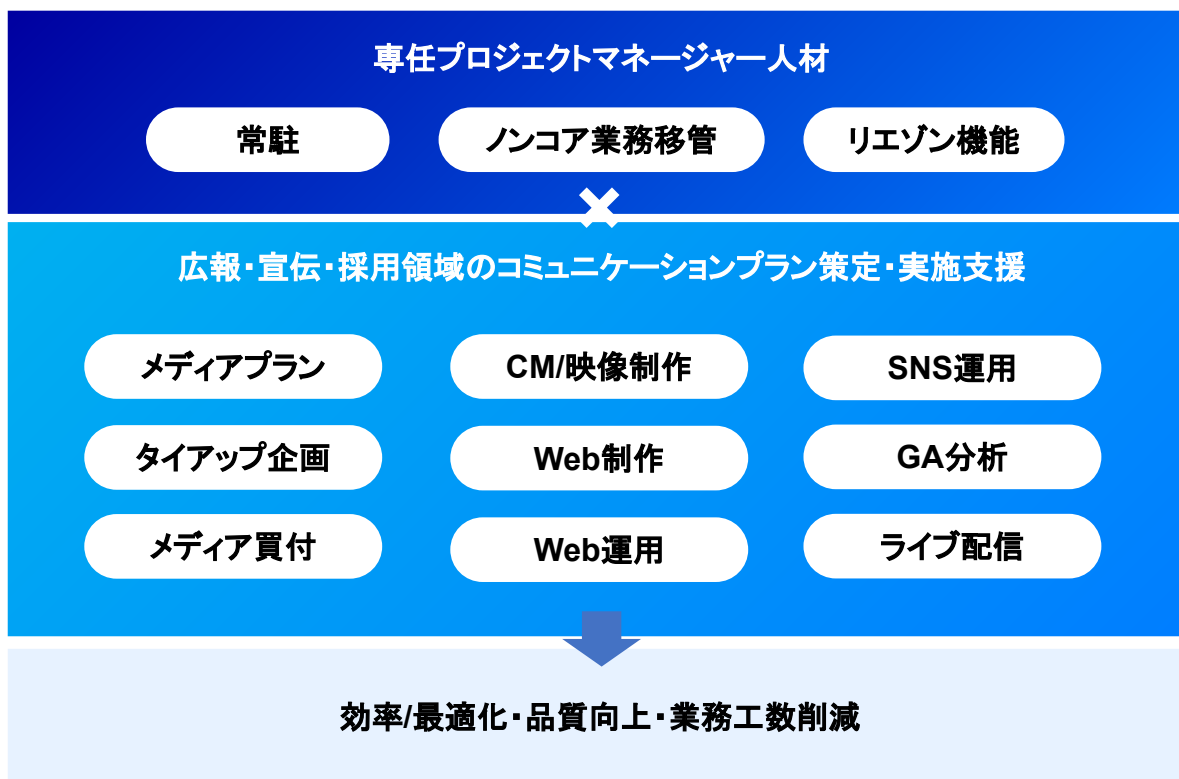 専任プロジェクトマネージャー人材
常駐
ノンコア業務移管
リエゾン機能
広報・宣伝・採用領域のコミュニケーションプラン策定・実施支援
メディアプラン
CM/映像制作
SNS運用
タイアップ企画
Web制作
GA分析
メディア買付
Web運用
ライブ配信
効率/最適化・品質向上・業務工数削減